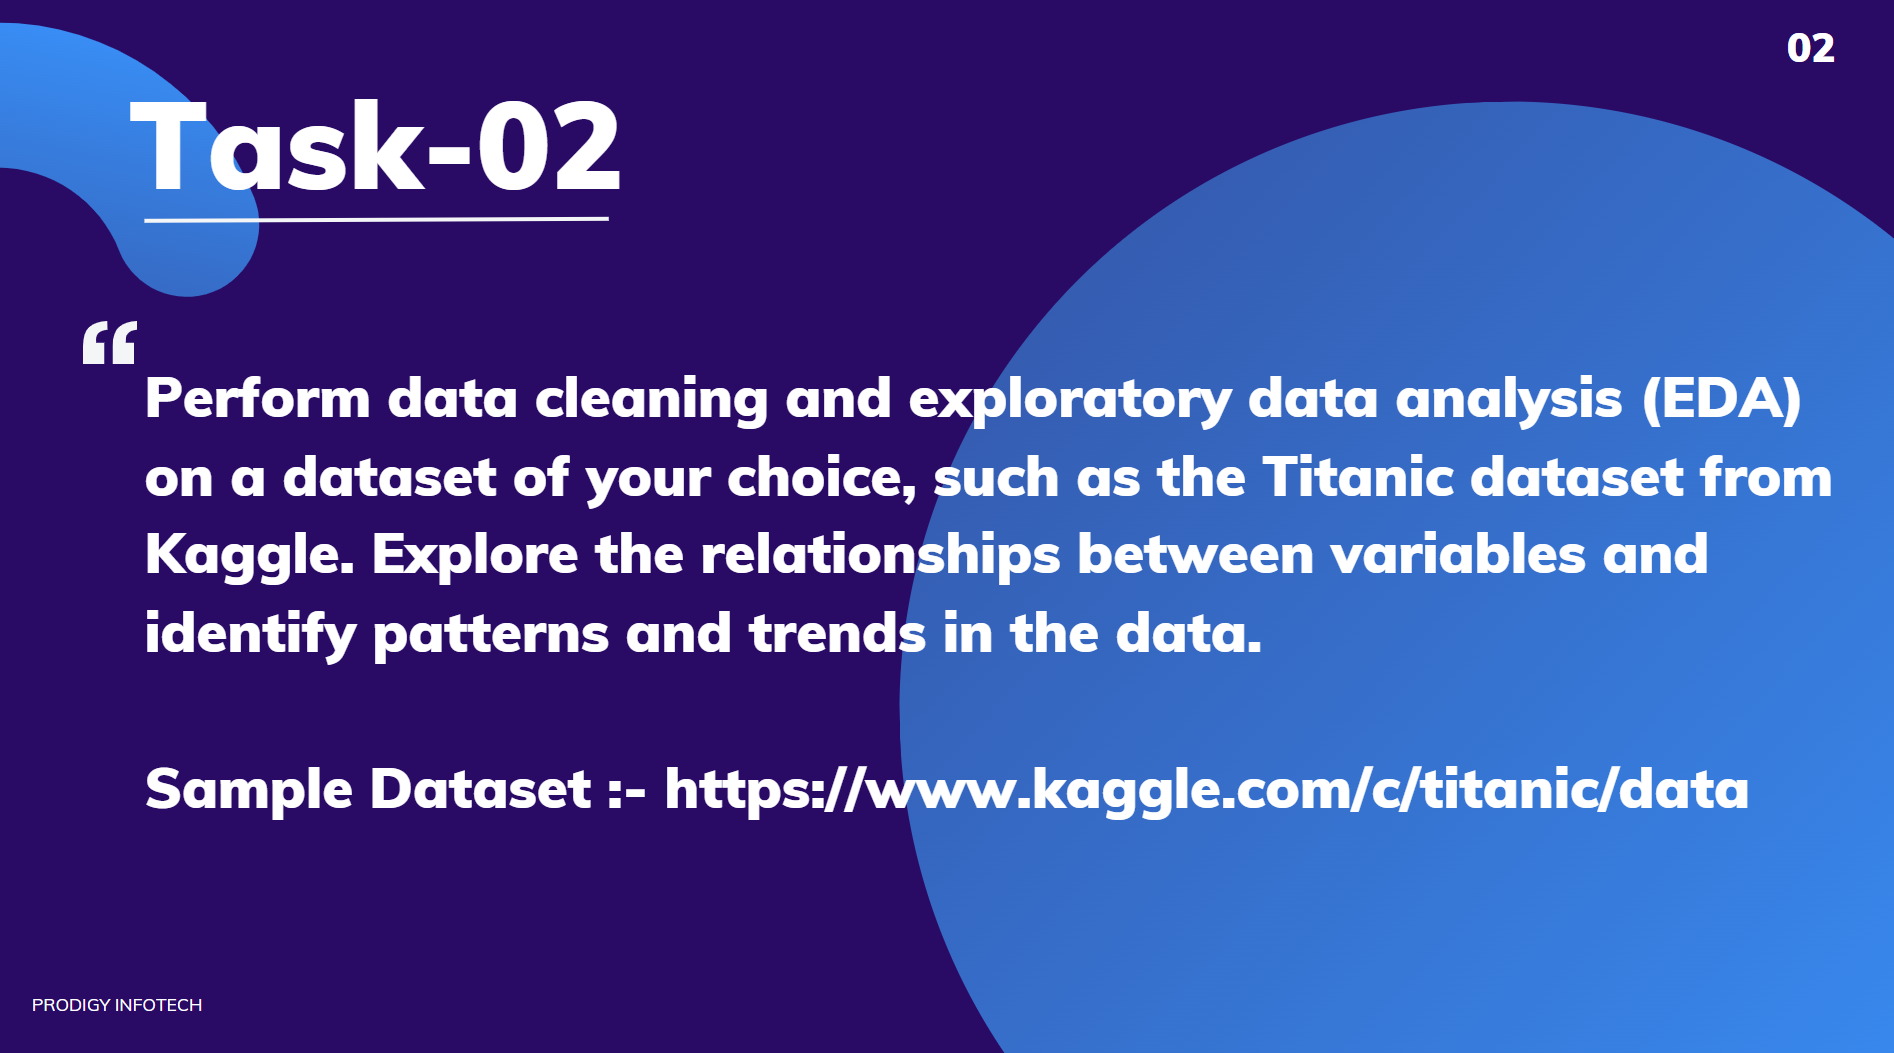 02
Task-02
“
Perform data cleaning and exploratory data analysis (EDA)
on a dataset of your choice, such as the Titanic dataset from
Kaggle. Explore the relationships between variables and
identify patterns and trends in the data.
Sample Dataset :- https://www.kaggle.com/c/titanic/data
PRODIGY INFOTECH